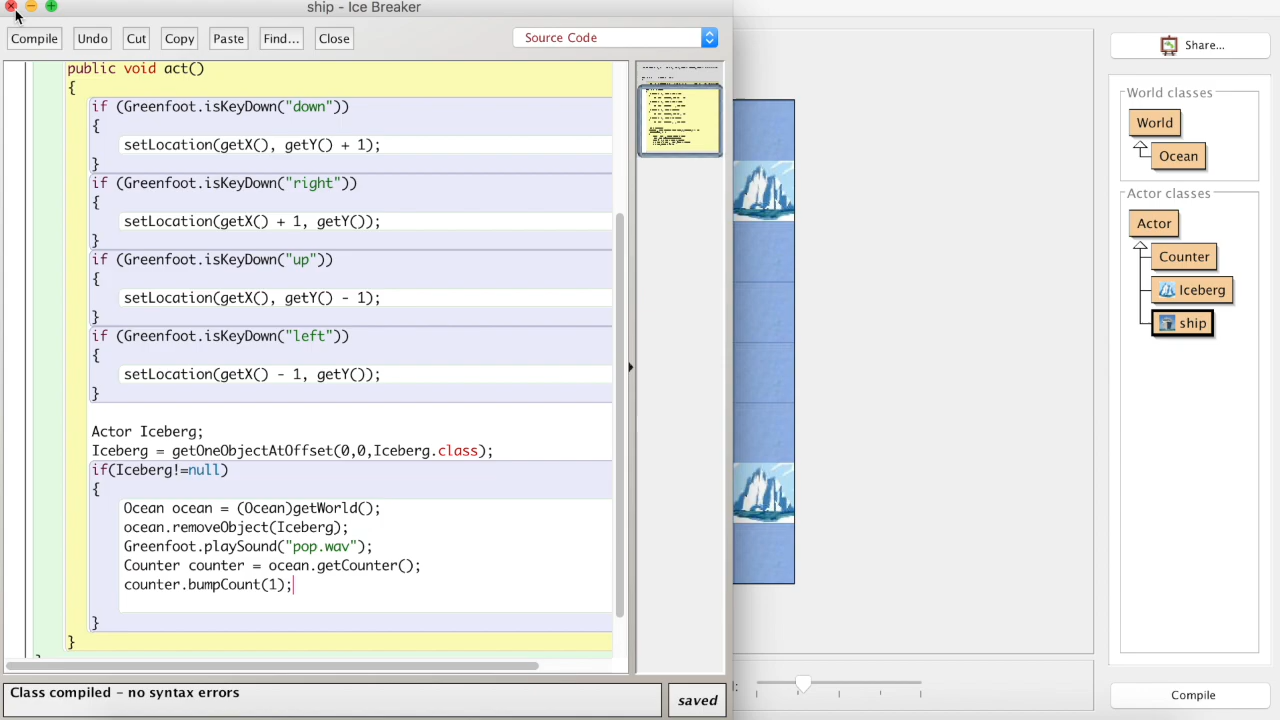 ship - Ice Breaker
Compile Undo Cut Copy Paste Find... Close Source Code
public void act()
{
if (Greenfoot.isKeyDown("down"))
{
setLocation(getX(), getY() + 1);
}
if (Greenfoot.isKeyDown("right"))
{
setLocation(getX() + 1, getY());
}
if (Greenfoot.isKeyDown("up"))
{
setLocation(getX(), getY() - 1);
}
if (Greenfoot.isKeyDown("left"))
{
setLocation(getX() - 1, getY());
}
Actor Iceberg;
Iceberg = getOneObjectAtOffset(0,0,Iceberg.class);
if(Iceberg!=null)
{
Ocean ocean = (Ocean)getWorld();
ocean.removeObject(Iceberg);
Greenfoot.playSound("pop.wav");
Counter counter = ocean.getCounter();
counter.bumpCount(1);
}
}
Class compiled - no syntax errors
saved
Share...
World classes
World
Ocean
Actor classes
Actor
Counter
Iceberg
ship
Compile